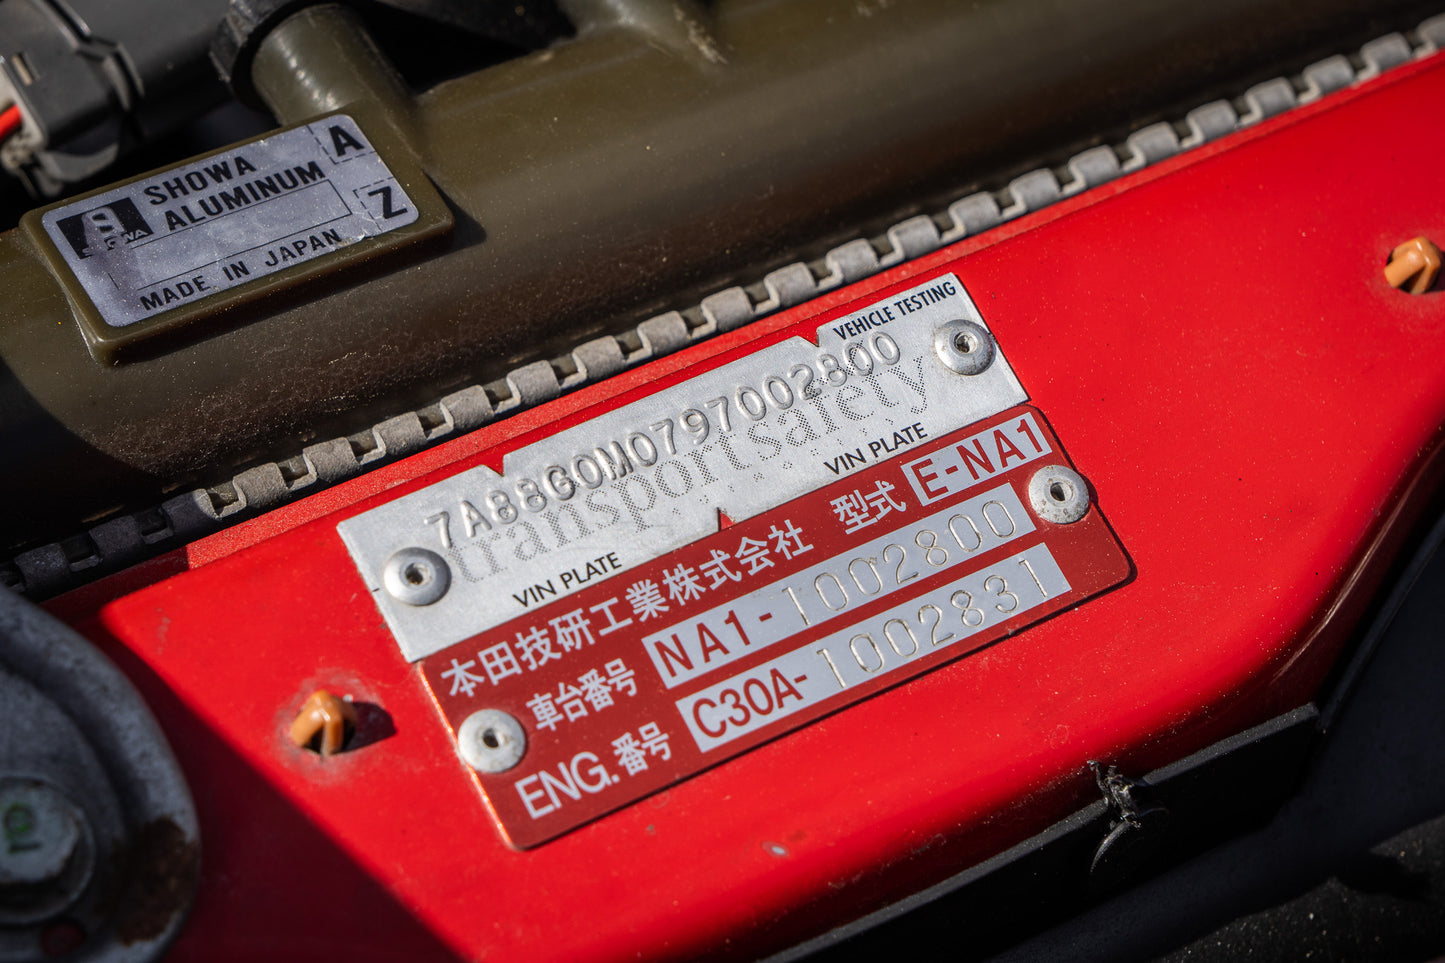 SHOWA
ALUMINUM
A
Z
SHOWA
MADE IN JAPAN
VEHICLE TESTING
7A88G0M0797002800
transportsafety
VIN PLATE
VIN PLATE
本田技研工業株式会社 型式 E-NA1
車台番号 NA1-1002800
ENG.番号 C30A-1002831